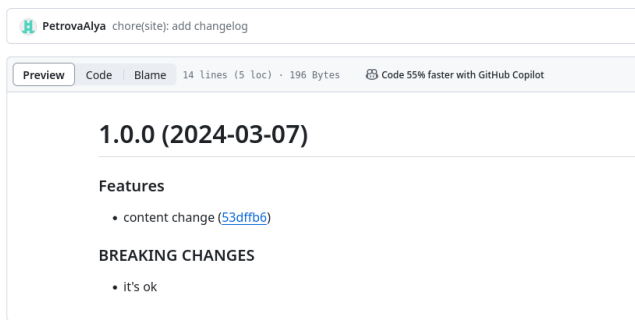 PetrovaAlya chore(site): add changelog
Preview Code Blame 14 lines (5 loc) · 196 Bytes Code 55% faster with GitHub Copilot
1.0.0 (2024-03-07)
Features
• content change (53dffb6)
BREAKING CHANGES
• it's ok